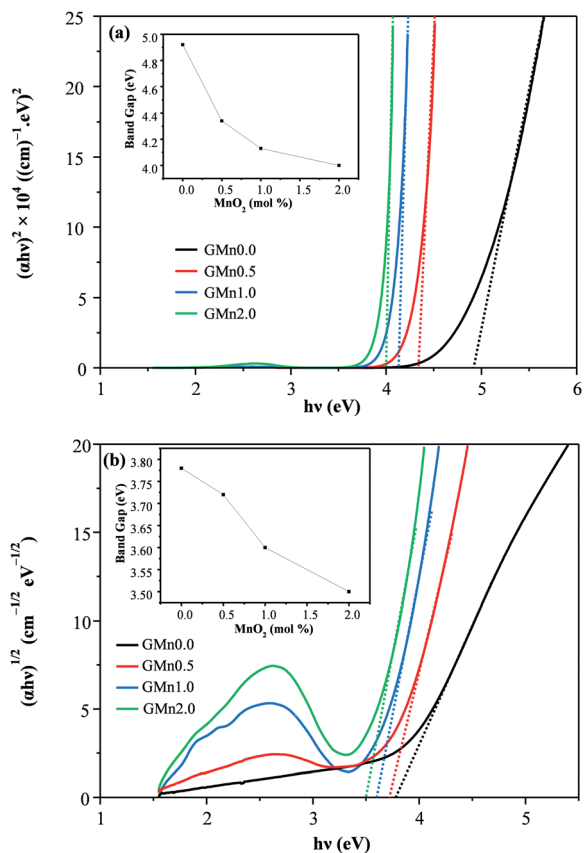 (a)
25
20
15
10
5
0
(αhν)² × 10⁴ ((cm)⁻¹.eV)²
5.0
4.8
4.6
4.4
4.2
4.0
Band Gap (eV)
0.0 0.5 1.0 2.0
MnO₂ (mol %)
GMn0.0
GMn0.5
GMn1.0
GMn2.0
1 2 3 4 5 6
hν (eV)
(b)
20
15
10
5
0
(αhν)¹/² (cm⁻¹/² eV⁻¹/²)
3.80
3.75
3.70
3.65
3.60
3.55
3.50
Band Gap (eV)
0.0 0.5 1.0 2.0
MnO₂ (mol %)
GMn0.0
GMn0.5
GMn1.0
GMn2.0
1 2 3 4 5
hν (eV)